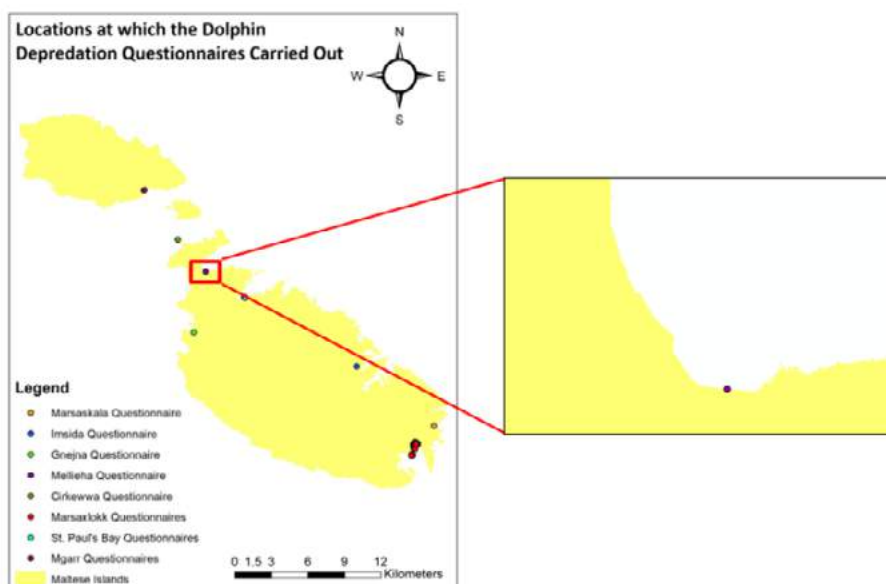 Locations at which the Dolphin
Depredation Questionnaires Carried Out
N
W E
S
Legend
Marsaskala Questionnaire
Imsida Questionnaire
Gnejna Questionnaire
Mellieha Questionnaire
Cirkewwa Questionnaire
Marsaxlokk Questionnaires
St. Paul's Bay Questionnaires
Mgarr Questionnaires
Maltese Islands
0 1.5 3 6 9 12
Kilometers